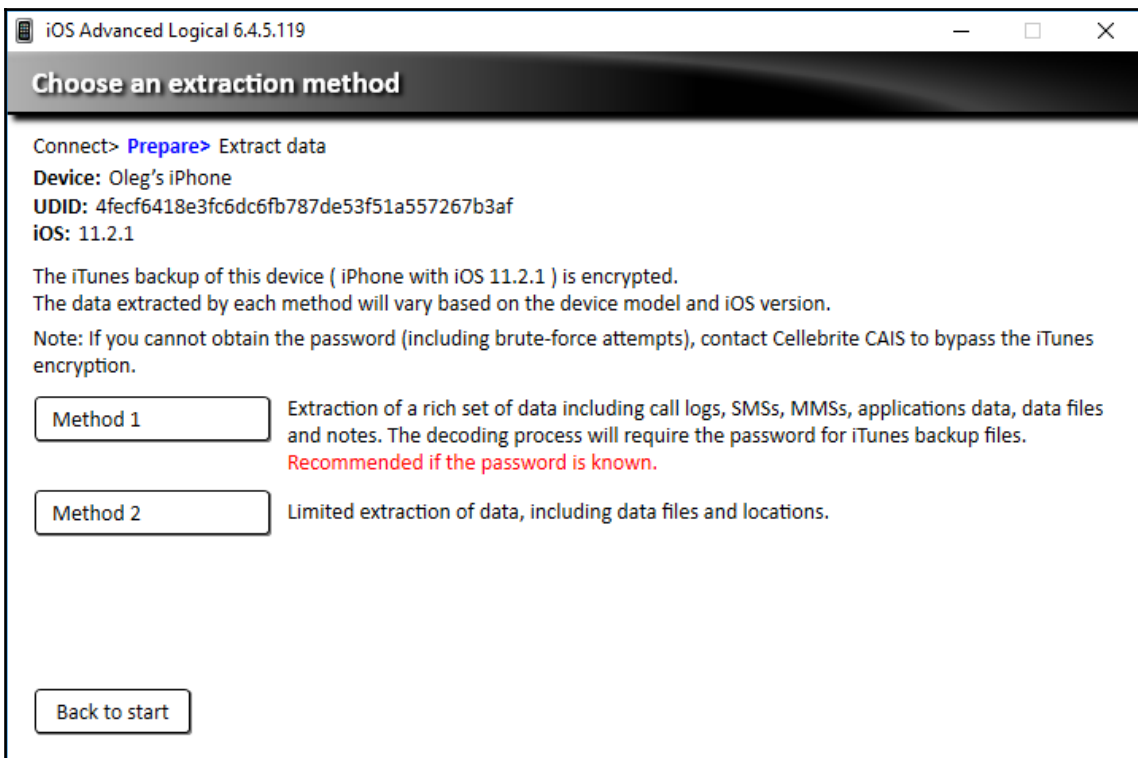 iOS Advanced Logical 6.4.5.119
Choose an extraction method
Connect> Prepare> Extract data
Device: Oleg's iPhone
UDID: 4fecf6418e3fc6dc6fb787de53f51a557267b3af
iOS: 11.2.1
The iTunes backup of this device ( iPhone with iOS 11.2.1 ) is encrypted.
The data extracted by each method will vary based on the device model and iOS version.
Note: If you cannot obtain the password (including brute-force attempts), contact Cellebrite CAIS to bypass the iTunes
encryption.
Method 1
Extraction of a rich set of data including call logs, SMSs, MMSs, applications data, data files
and notes. The decoding process will require the password for iTunes backup files.
Recommended if the password is known.
Method 2
Limited extraction of data, including data files and locations.
Back to start